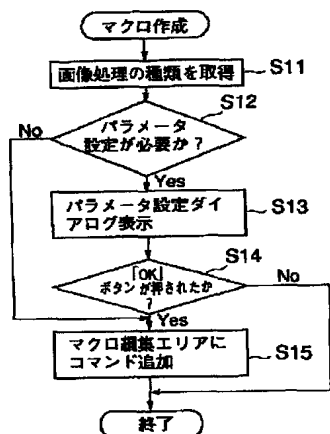 マクロ作成
画像処理の種類を取得
S11
S12
No
パラメータ
設定が必要か?
Yes
パラメータ設定ダイ
アログ表示
S13
S14
「OK」
ボタンが押されたか
?
No
Yes
マクロ編集エリアに
コマンド追加
S15
終了